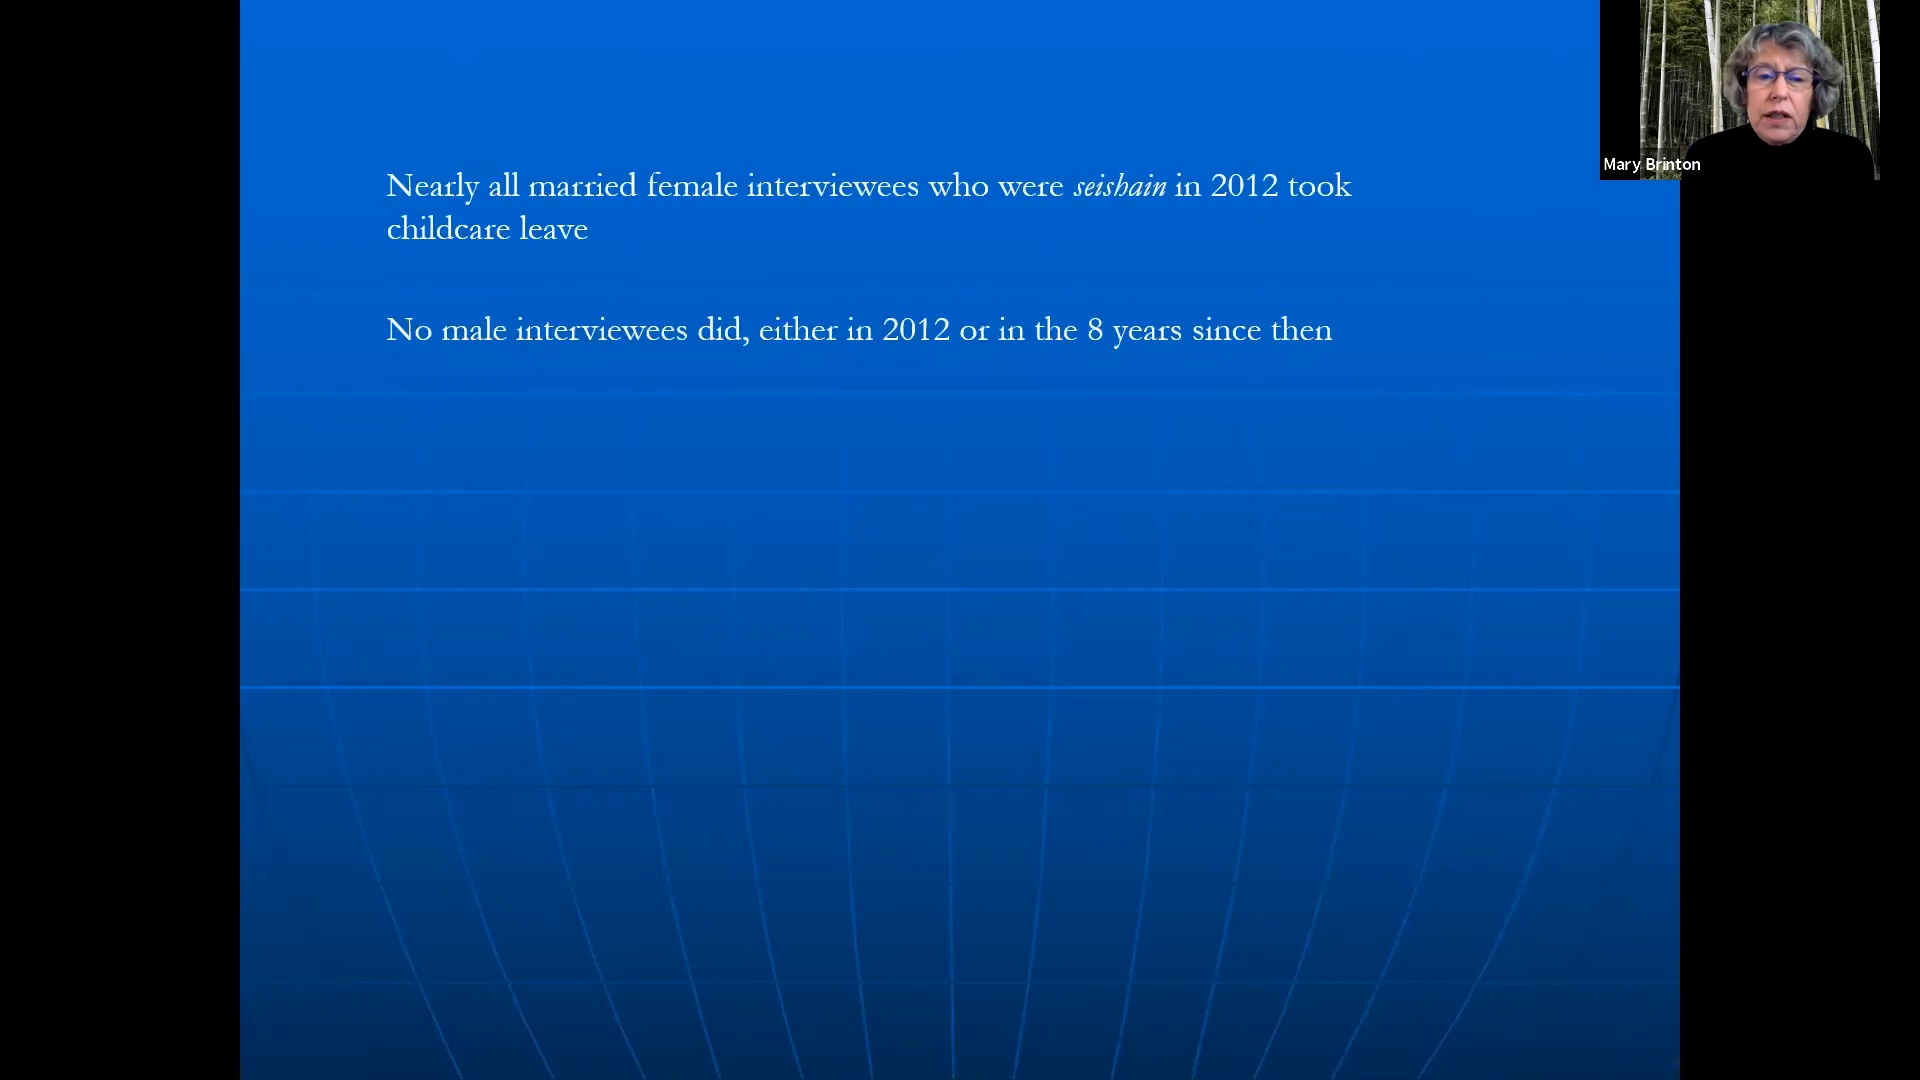 Nearly all married female interviewees who were seishain in 2012 took
childcare leave
No male interviewees did, either in 2012 or in the 8 years since then
Mary Brinton